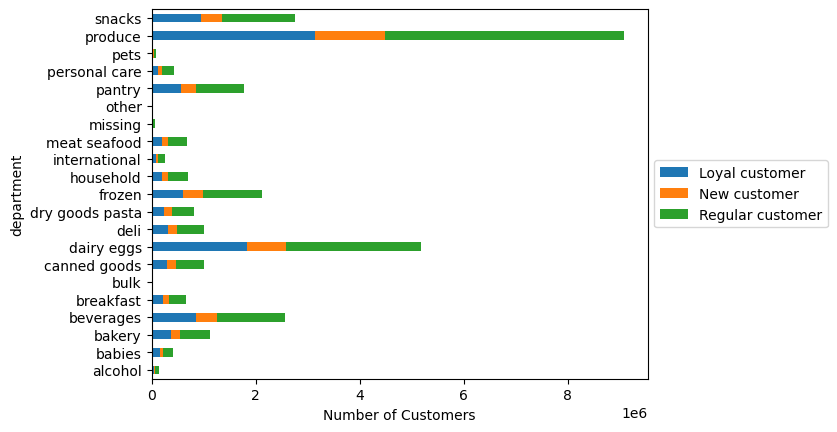 snacks
produce
pets
personal care
pantry
other
missing
meat seafood
international
household
frozen
dry goods pasta
deli
dairy eggs
canned goods
bulk
breakfast
beverages
bakery
babies
alcohol
department
0 2 4 6 8
1e6
Number of Customers
Loyal customer
New customer
Regular customer